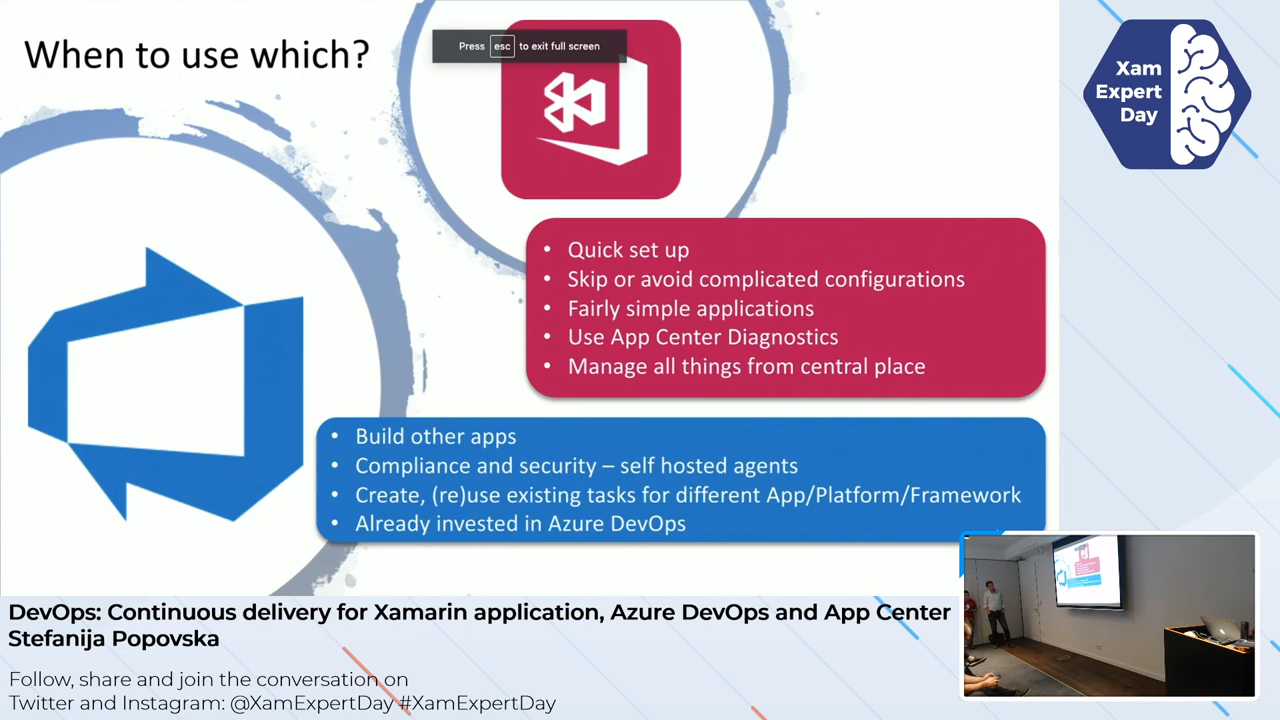 When to use which?
Press esc to exit full screen
Xam
Expert
Day
• Quick set up
• Skip or avoid complicated configurations
• Fairly simple applications
• Use App Center Diagnostics
• Manage all things from central place
• Build other apps
• Compliance and security – self hosted agents
• Create, (re)use existing tasks for different App/Platform/Framework
• Already invested in Azure DevOps
DevOps: Continuous delivery for Xamarin application, Azure DevOps and App Center
Stefanija Popovska
Follow, share and join the conversation on
Twitter and Instagram: @XamExpertDay #XamExpertDay